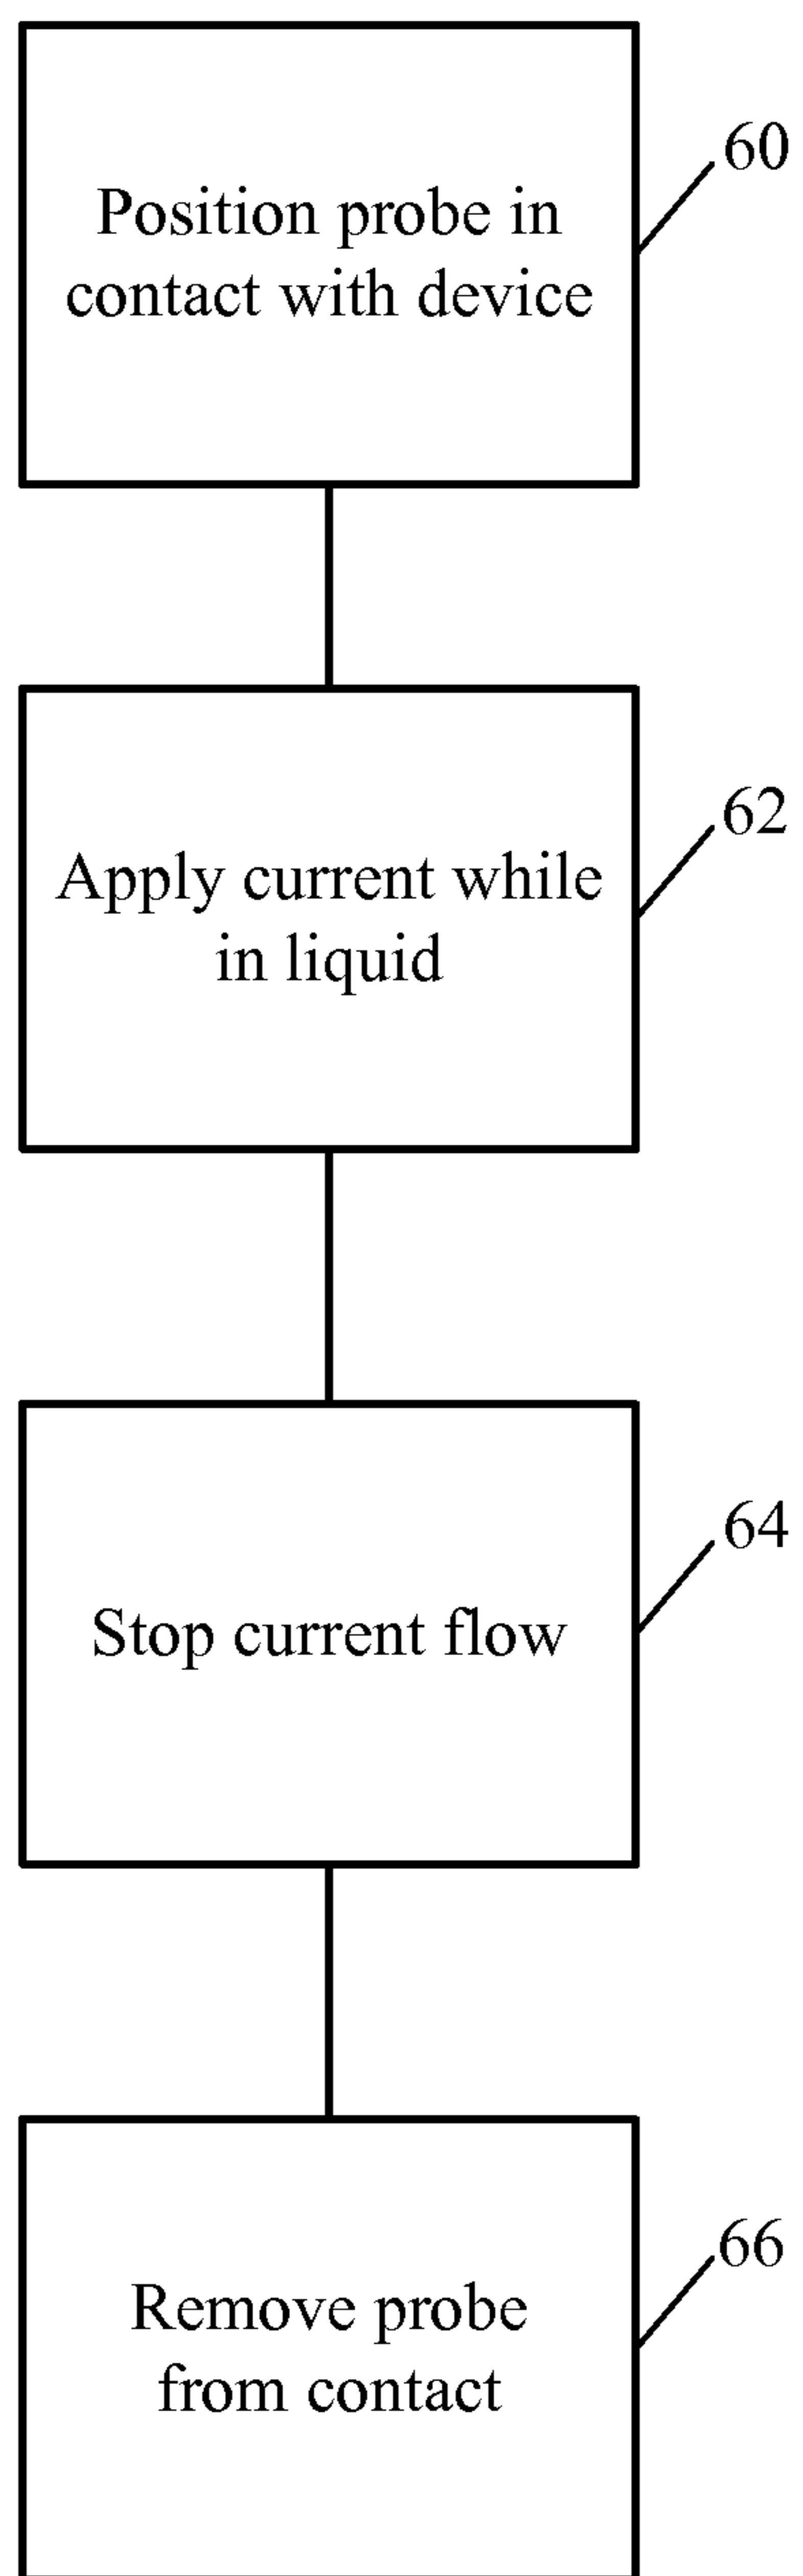 60
Position probe in
contact with device
62
Apply current while
in liquid
64
Stop current flow
66
Remove probe
from contact